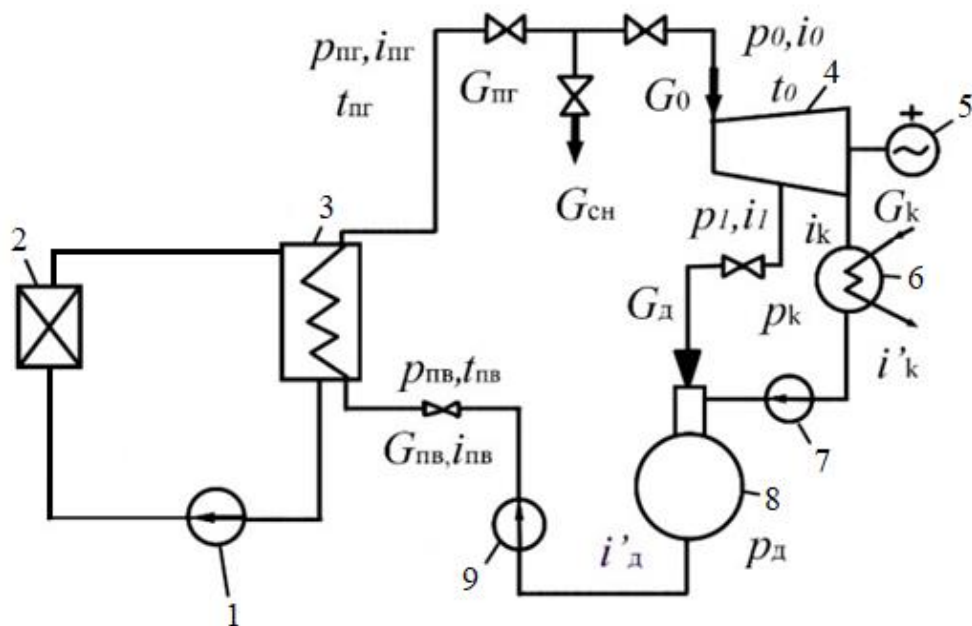 pпг, iпг
tпг
Gпг
Gсн
p0, i0
t0
G0
4
5
+
p1, i1
ik
Gk
6
Gд
pk
i'k
2
3
pпв, tпв
Gпв, iпв
7
8
9
i'д
pд
1